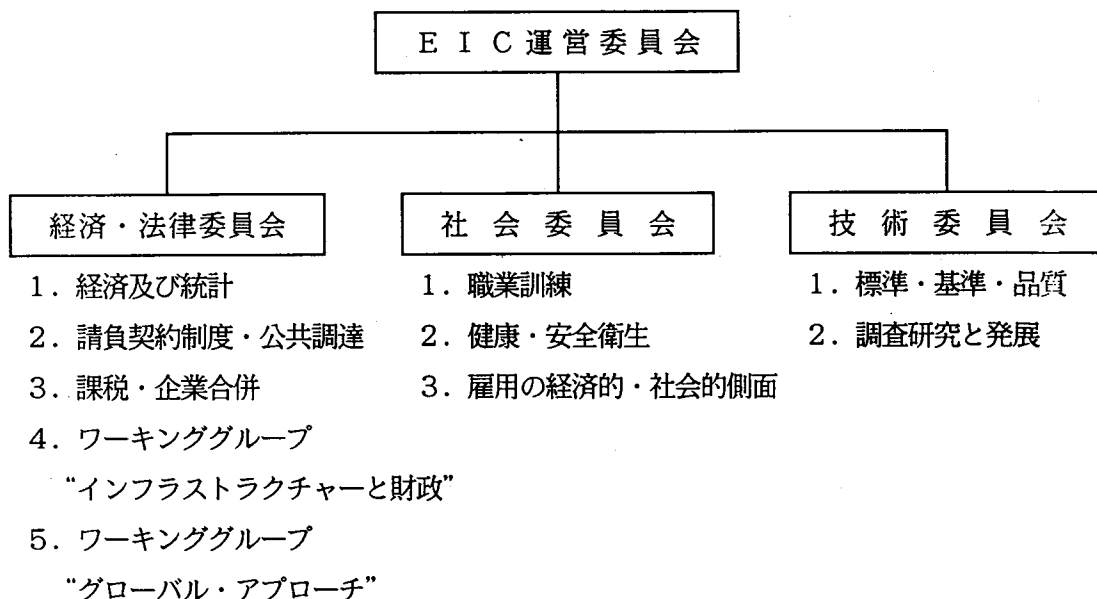 ＥＩＣ運営委員会
経済・法律委員会
１．経済及び統計
２．請負契約制度・公共調達
３．課税・企業合併
４．ワーキンググループ
“インフラストラクチャーと財政”
５．ワーキンググループ
“グローバル・アプローチ”
社会委員会
１．職業訓練
２．健康・安全衛生
３．雇用の経済的・社会的側面
技術委員会
１．標準・基準・品質
２．調査研究と発展